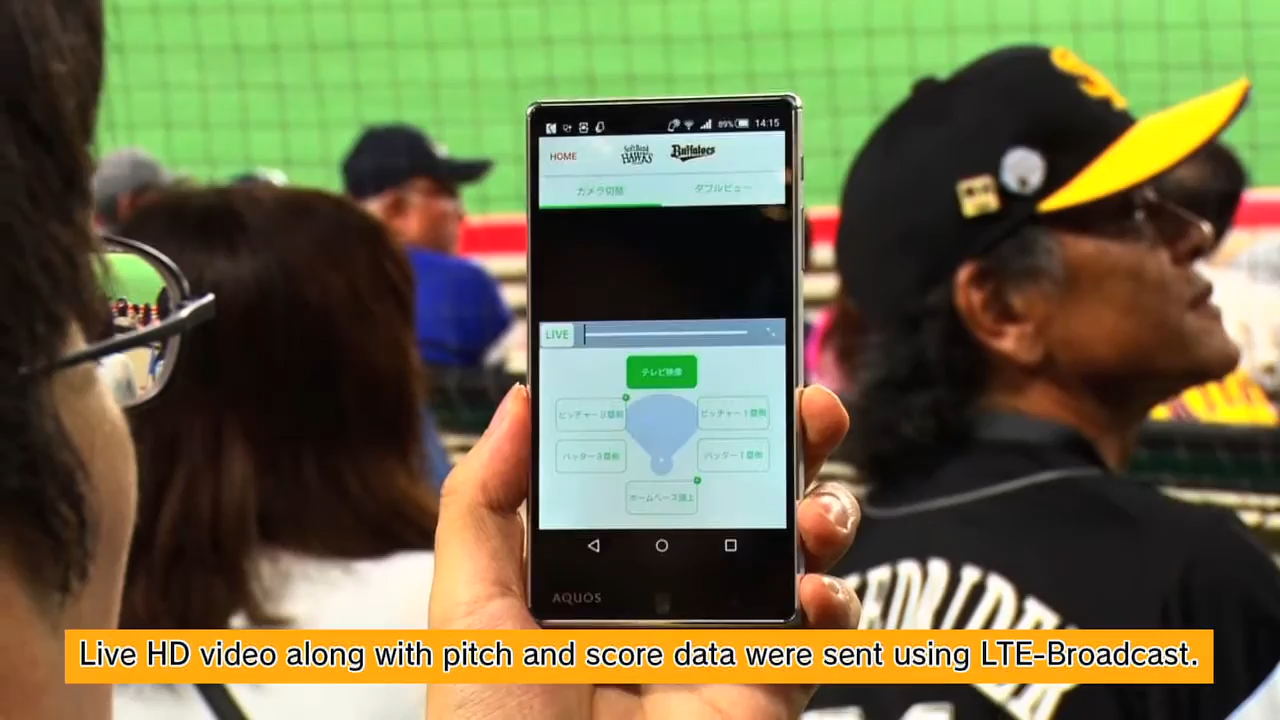 89% 14:15
HOME SoftBank HAWKS Buffaloes
カメラ切替 ダブルビュー
LIVE
テレビ映像
ピッチャー3塁側 ピッチャー1塁側
バッター3塁側 バッター1塁側
ホームベース頭上
AQUOS
Live HD video along with pitch and score data were sent using LTE-Broadcast.